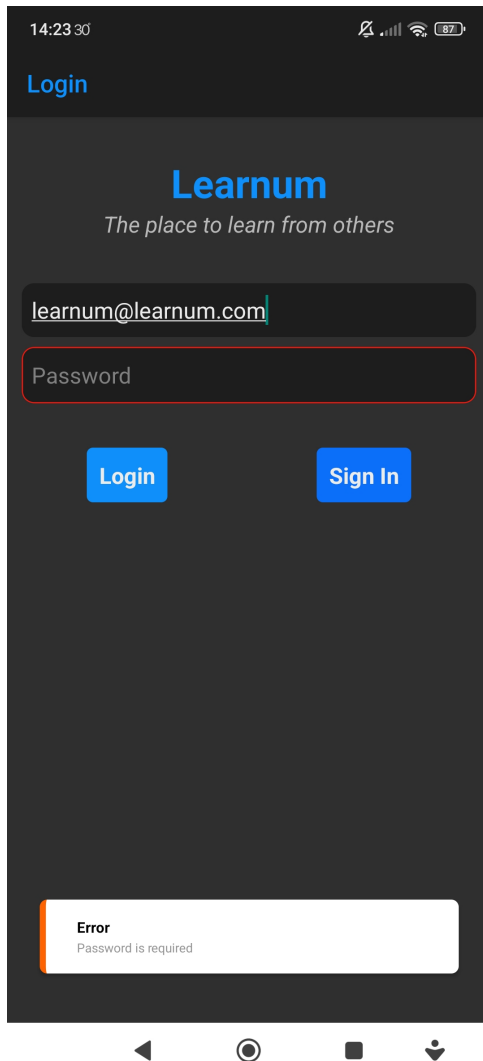 14:23 30°
87
Login
Learnum
The place to learn from others
learnum@learnum.com
Password
Login Sign In
Error
Password is required